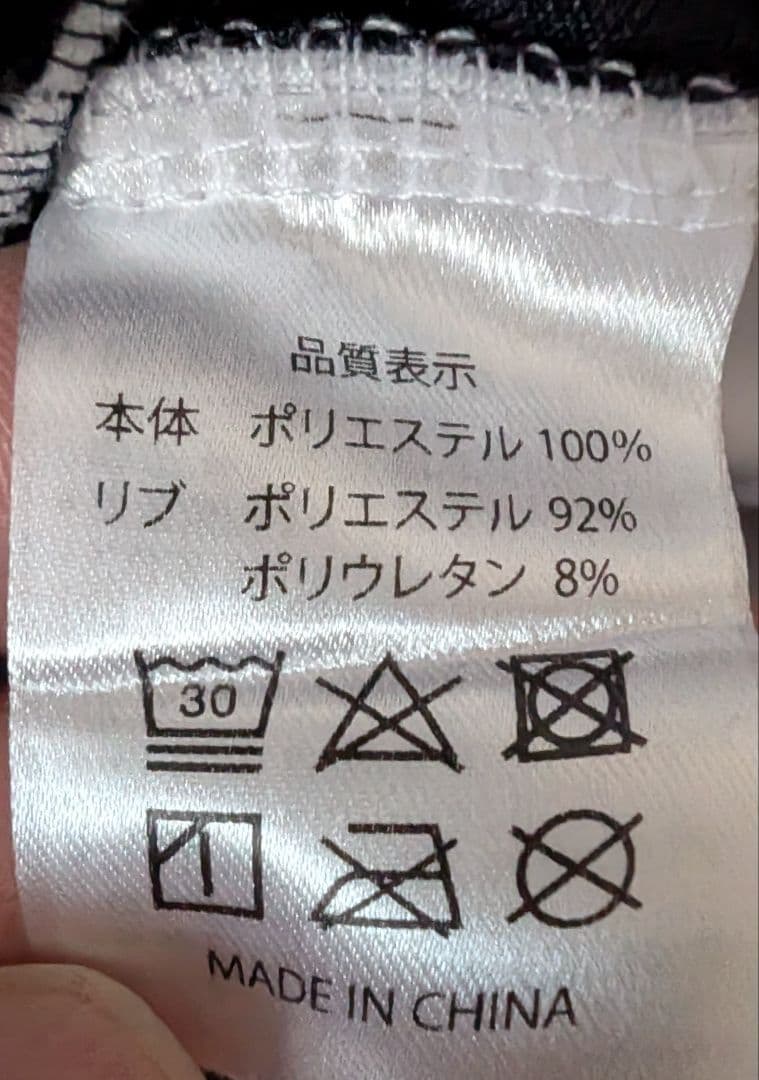 品質表示
本体 ポリエステル 100%
リブ ポリエステル 92%
ポリウレタン 8%
30
MADE IN CHINA